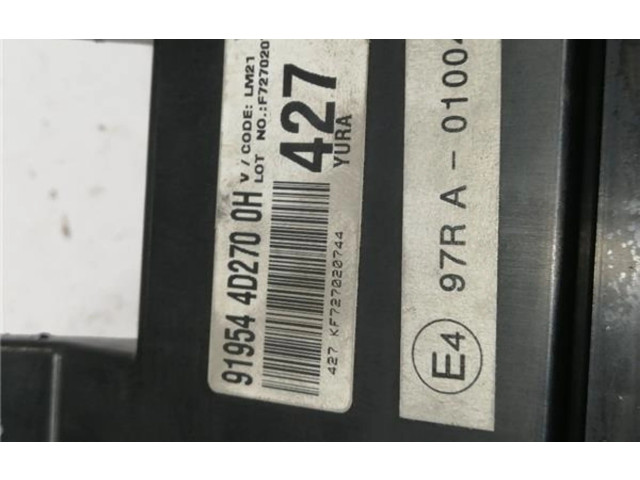 91954 4D270 0H
V / CODE: LM21
LOT NO.:F727020
427
YURA
427 KF727020744
E4 97R A - 0100